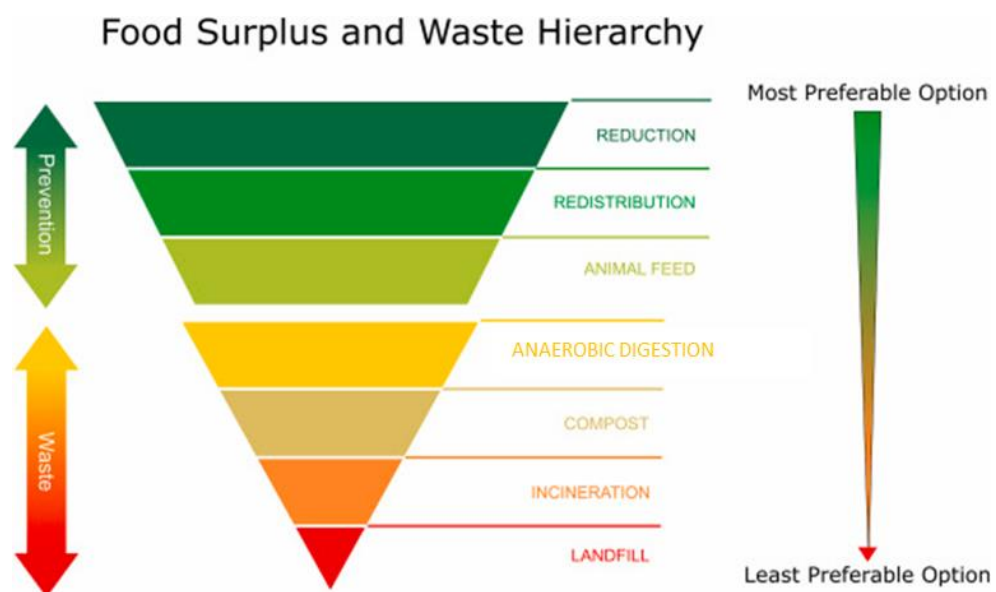 Food Surplus and Waste Hierarchy
Most Preferable Option
Prevention
REDUCTION
REDISTRIBUTION
ANIMAL FEED
Waste
ANAEROBIC DIGESTION
COMPOST
INCINERATION
LANDFILL
Least Preferable Option